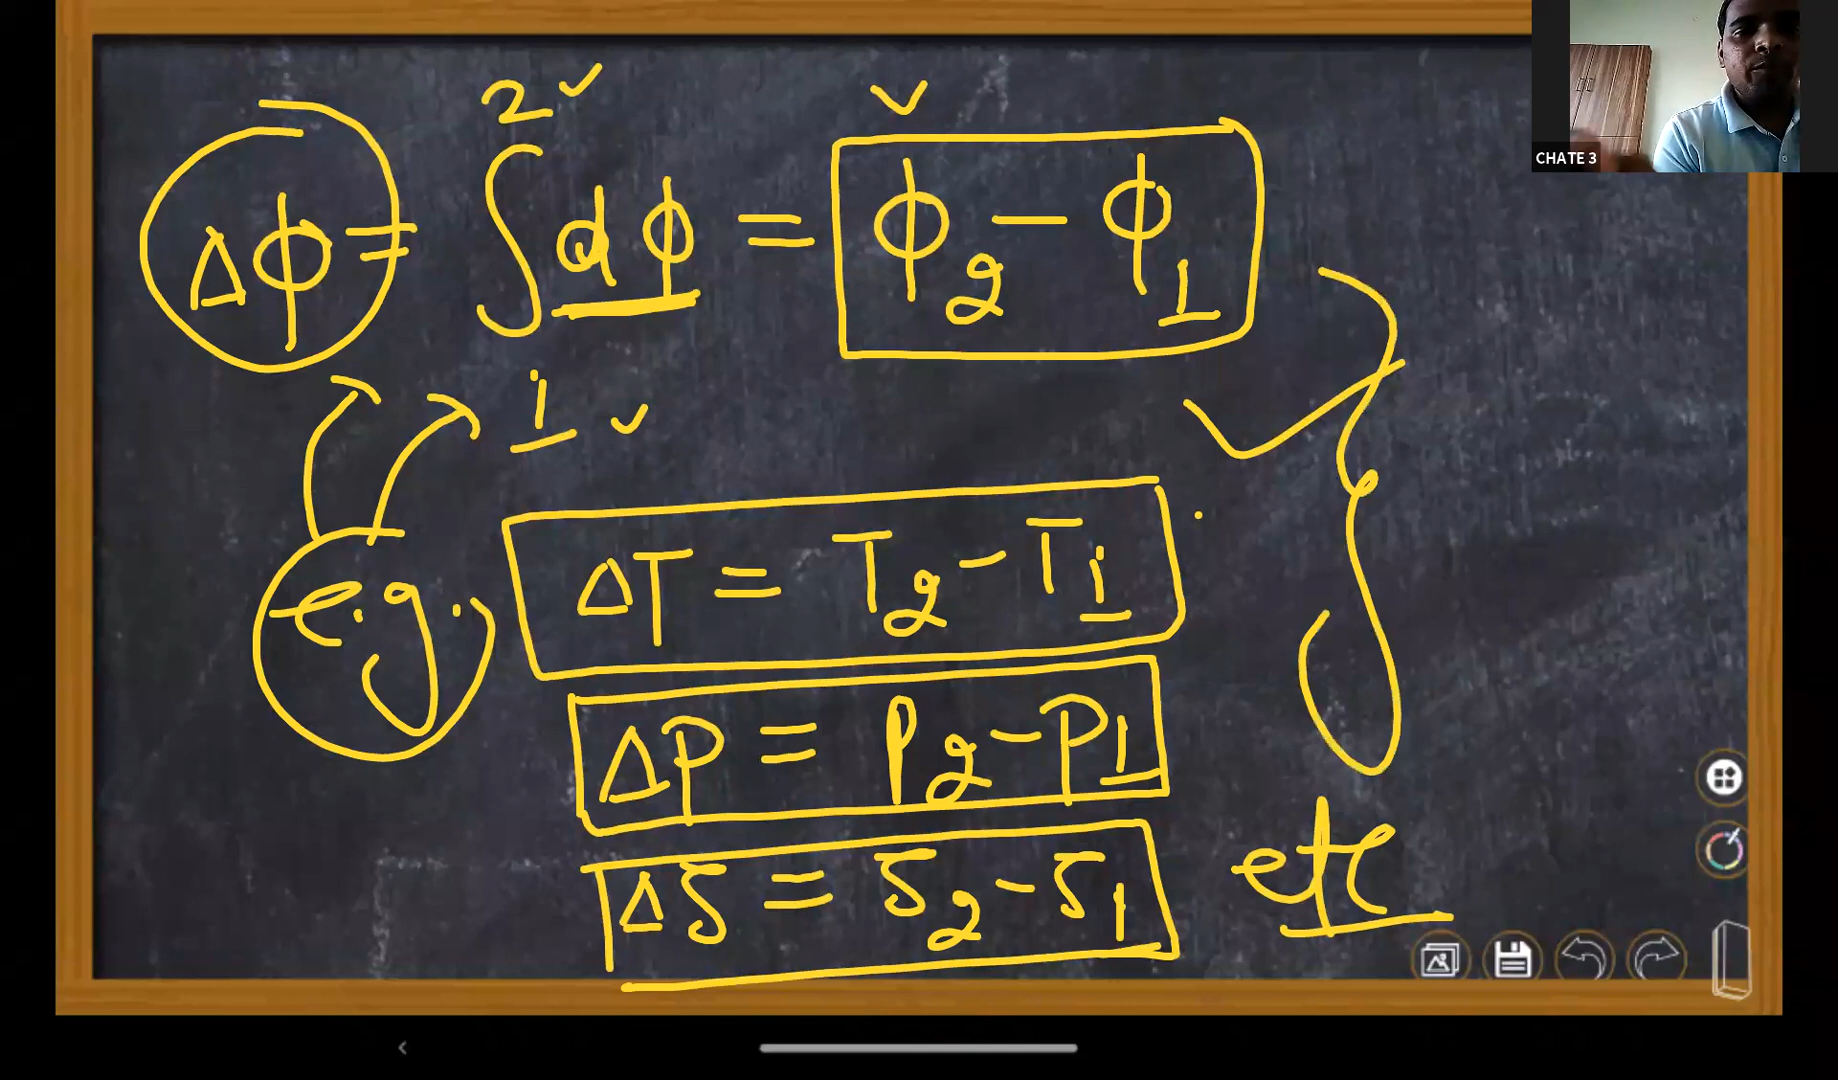 CHATE 3
Δϕ = ∫₁² dϕ = ϕ₂ - ϕ₁
e.g. ΔT = T₂ - T₁
ΔP = P₂ - P₁
ΔS = S₂ - S₁ etc